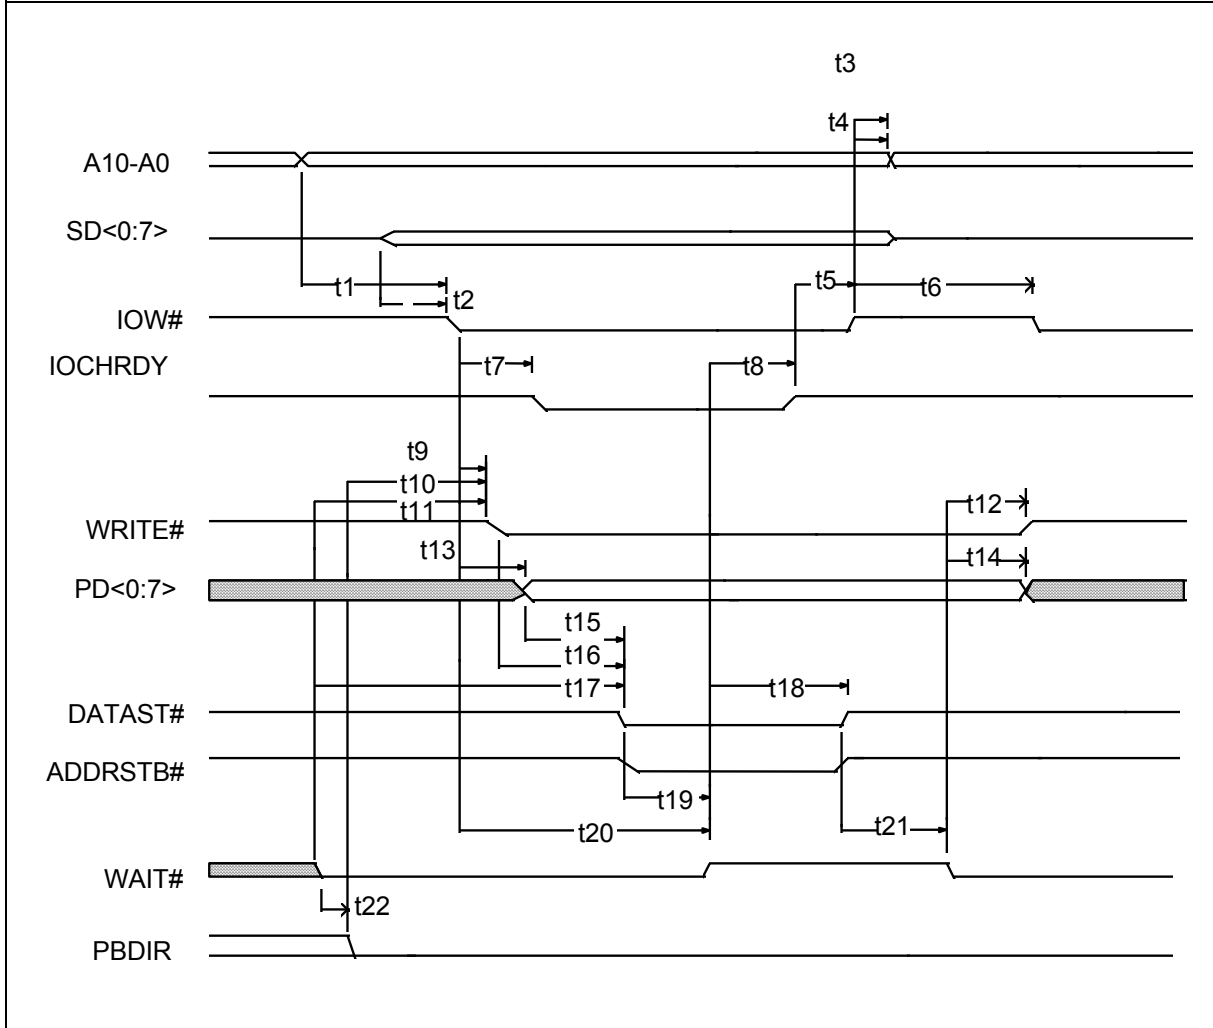 t3
t4
A10-A0
SD<0:7>
t1
t2
t5
t6
IOW#
IOCHRDY
t7
t8
t9
t10
t11
t12
WRITE#
t13
t14
PD<0:7>
t15
t16
t17
t18
DATAST#
ADDRSTB#
t19
t20
t21
WAIT#
t22
PBDIR